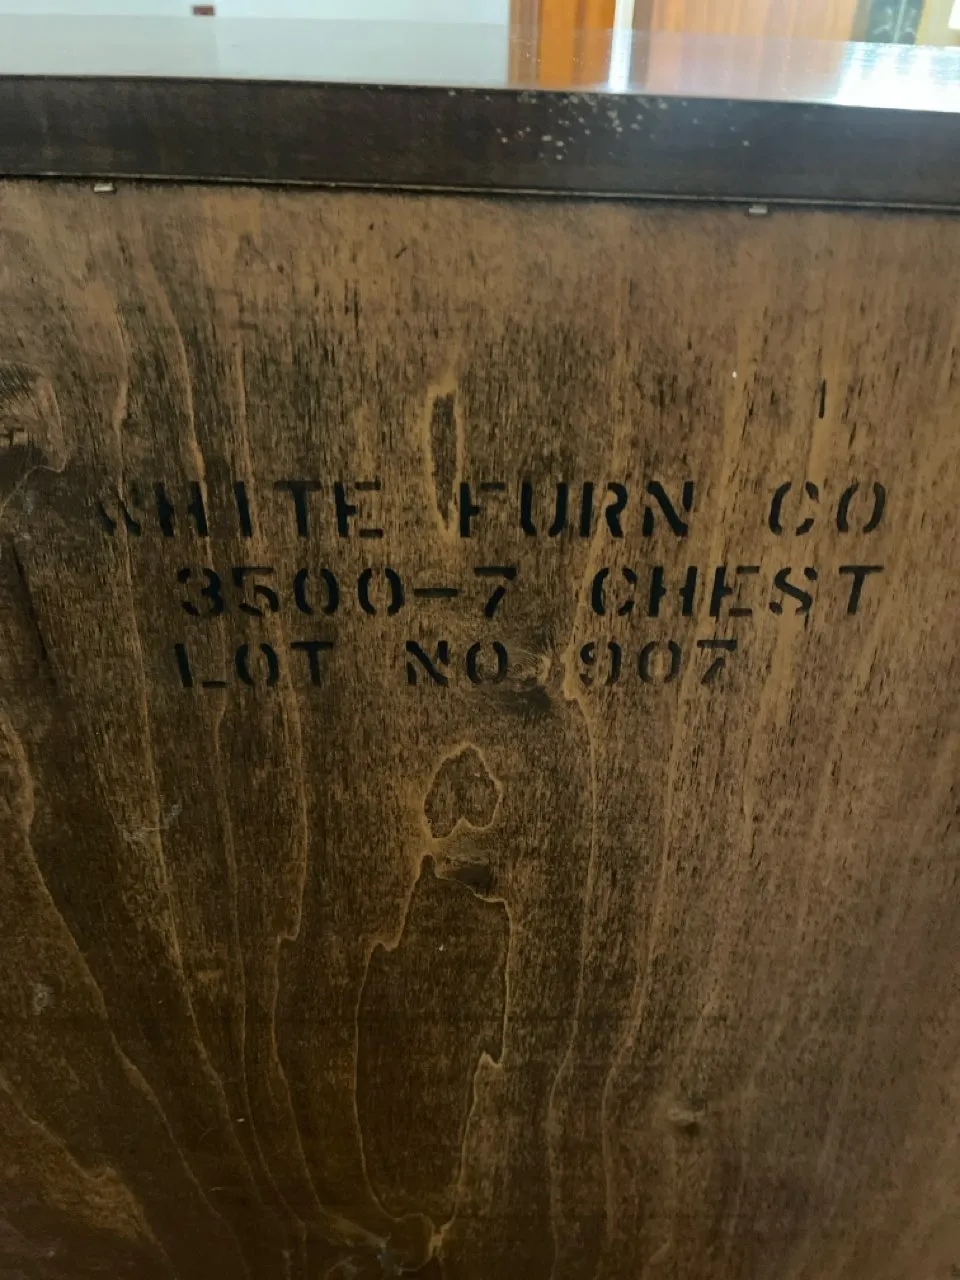 WHITE FURN CO
3500-7 CHEST
LOT NO 907